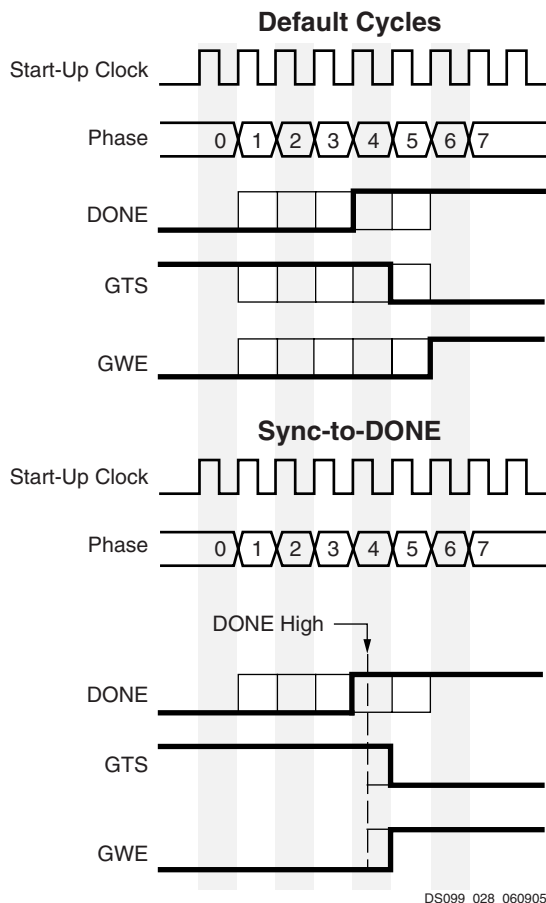 Default Cycles
Start-Up Clock
Phase 0 1 2 3 4 5 6 7
DONE
GTS
GWE
Sync-to-DONE
Start-Up Clock
Phase 0 1 2 3 4 5 6 7
DONE High
DONE
GTS
GWE
DS099_028_060905